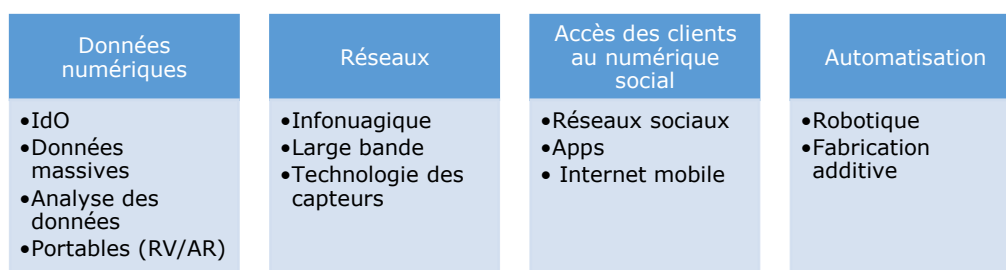 Données
numériques
•IdO
•Données
massives
•Analyse des
données
•Portables (RV/AR)
Réseaux
•Infonuagique
•Large bande
•Technologie des
capteurs
Accès des clients
au numérique
social
•Réseaux sociaux
•Apps
• Internet mobile
Automatisation
•Robotique
•Fabrication
additive